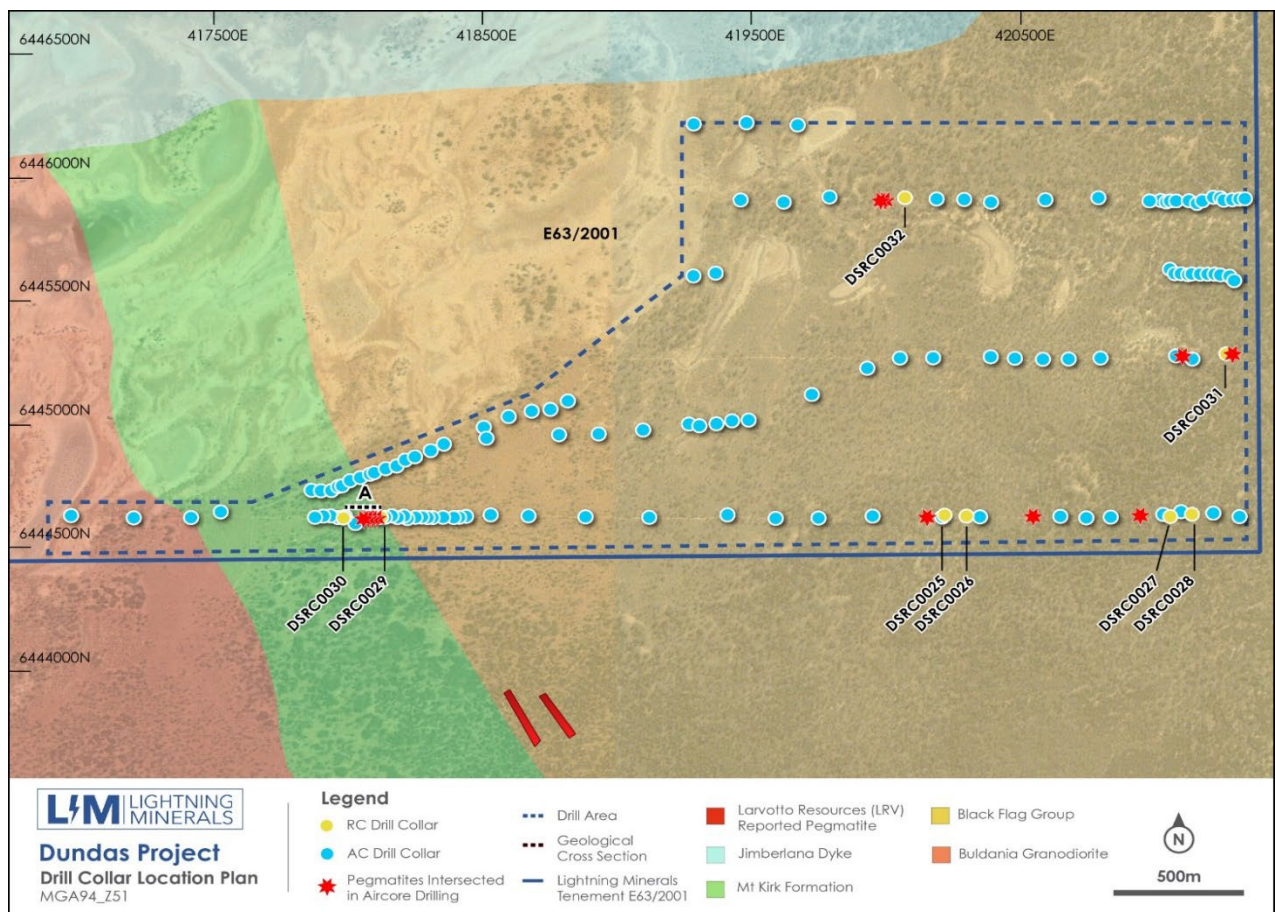 417500E
418500E
419500E
420500E
6446500N
6446000N
E63/2001
DSRC0032
6445500N
DSRC0031
6445000N
A
6444500N
DSRC0030
DSRC0029
DSRC0025
DSRC0026
DSRC0027
DSRC0028
6444000N
LM LIGHTNING
MINERALS
Dundas Project
Drill Collar Location Plan
MGA94_Z51
Legend
RC Drill Collar
AC Drill Collar
Pegmatites Intersected
in Aircore Drilling
Drill Area
Geological
Cross Section
Lightning Minerals
Tenement E63/2001
Larvotto Resources (LRV)
Reported Pegmatite
Jimberlana Dyke
Mt Kirk Formation
Black Flag Group
Buldania Granodiorite
N
500m